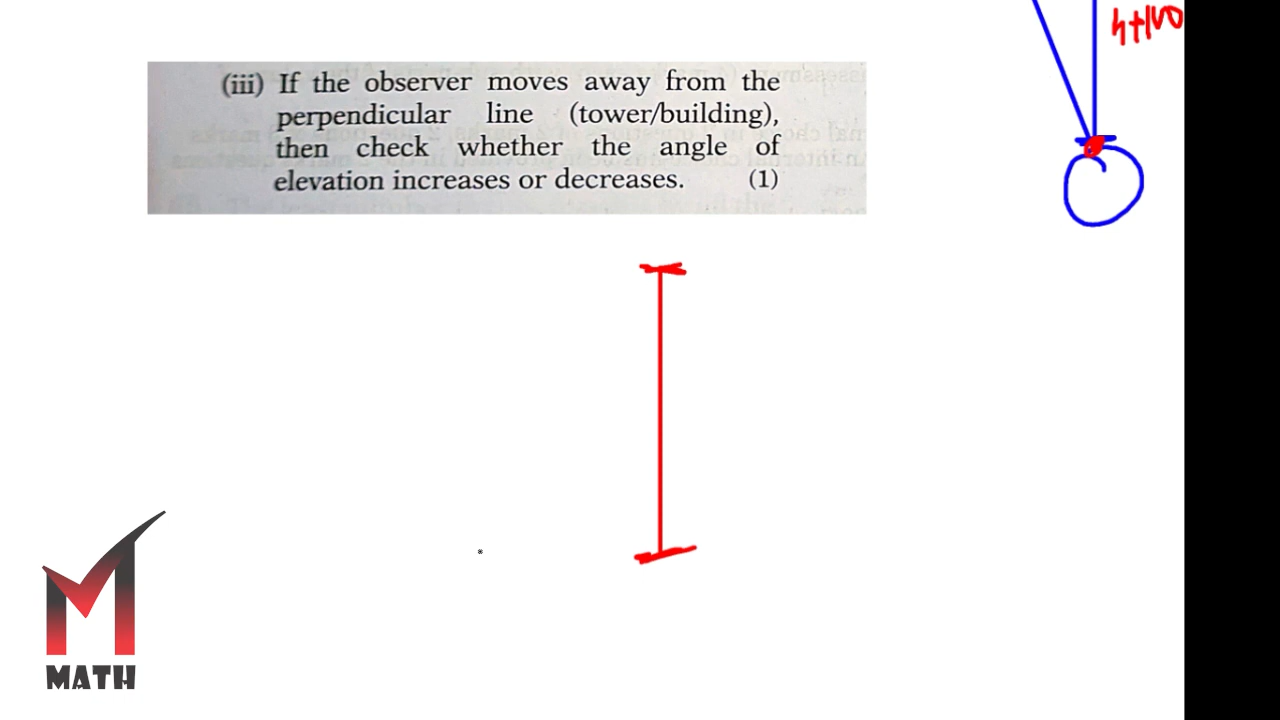 h+100
(iii) If the observer moves away from the
perpendicular line (tower/building),
then check whether the angle of
elevation increases or decreases. (1)
MATH